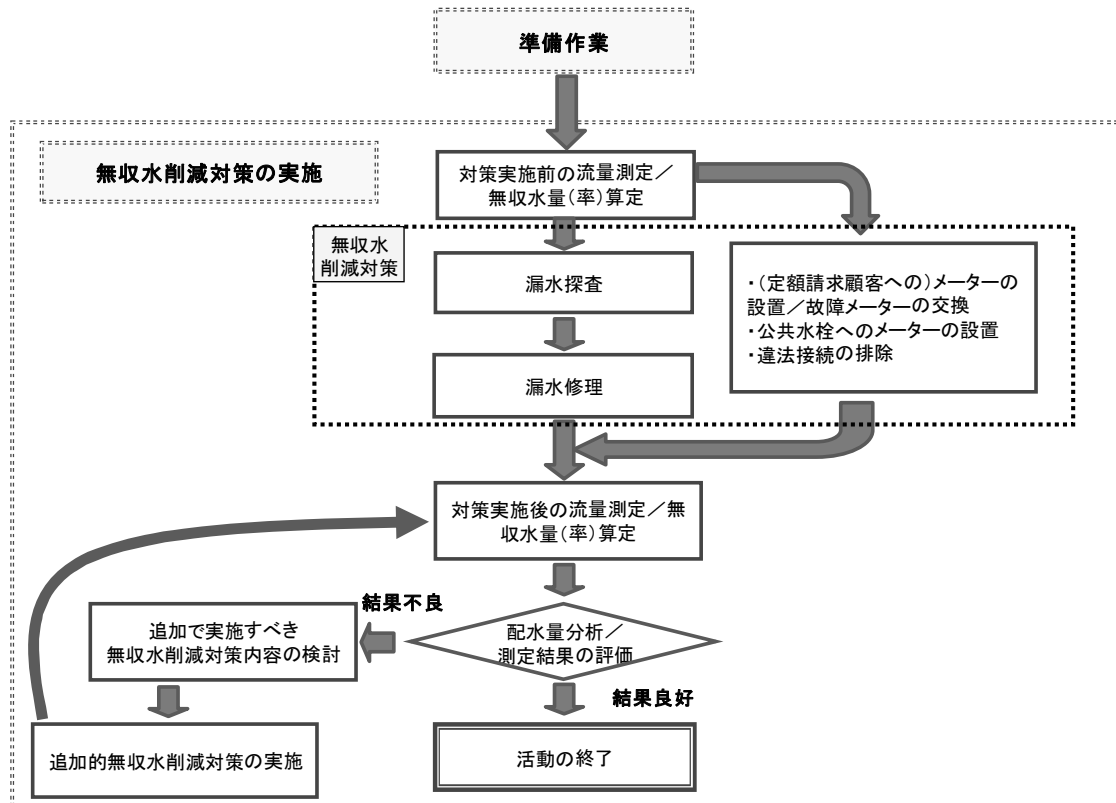 準備作業
無収水削減対策の実施
対策実施前の流量測定／
無収水量(率)算定
無収水
削減対策
漏水探査
漏水修理
・(定額請求顧客への)メーターの
設置／故障メーターの交換
・公共水栓へのメーターの設置
・違法接続の排除
対策実施後の流量測定／無
収水量(率)算定
配水量分析／
測定結果の評価
結果不良
追加で実施すべき
無収水削減対策内容の検討
追加的無収水削減対策の実施
結果良好
活動の終了